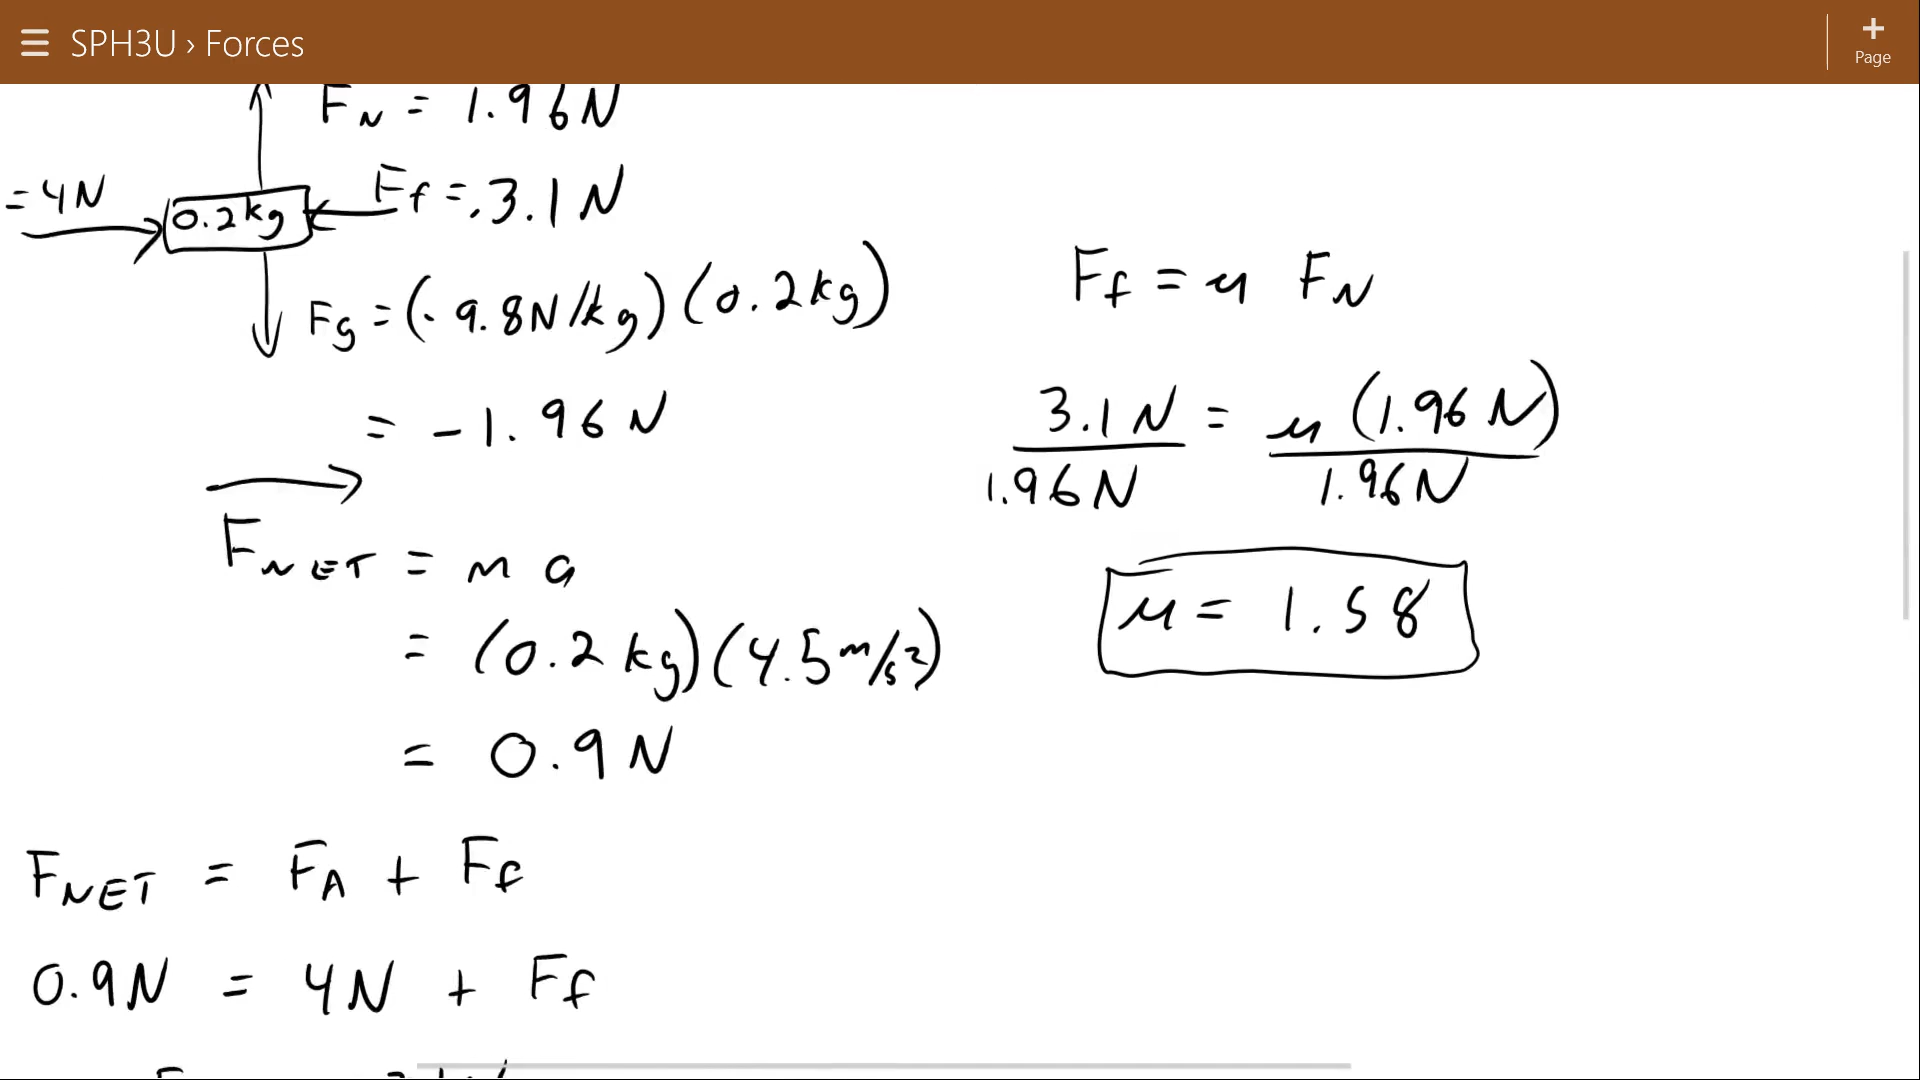 SPH3U › Forces
+
Page
FN = 1.96N
= 4N
0.2kg
Ff = -3.1N
Fg = (-9.8N/kg)(0.2kg)
= -1.96N
FNET = ma
= (0.2kg)(4.5m/s²)
= 0.9N
FNET = FA + Ff
0.9N = 4N + Ff
Ff = μ FN
3.1N = μ(1.96N)
1.96N 1.96N
μ = 1.58